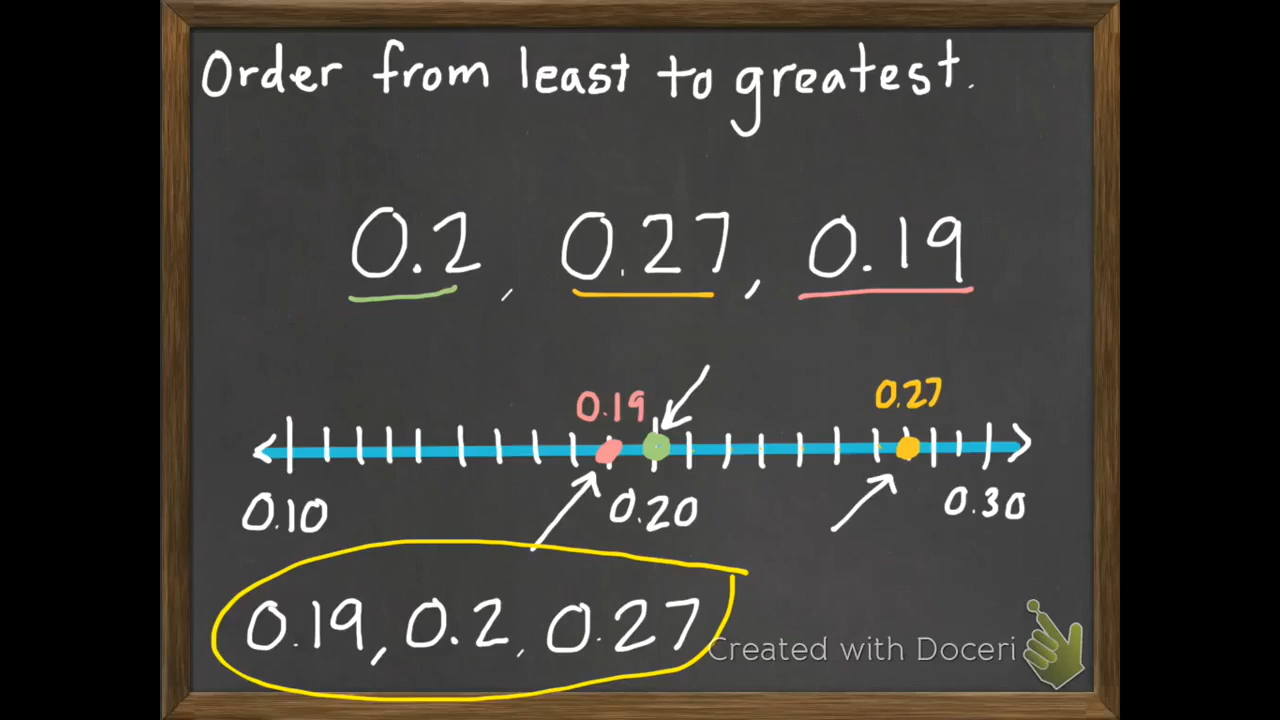 Order from least to greatest.
0.2, 0.27, 0.19
0.19 0.27
0.10 0.20 0.30
0.19, 0.2, 0.27
Created with Doceri